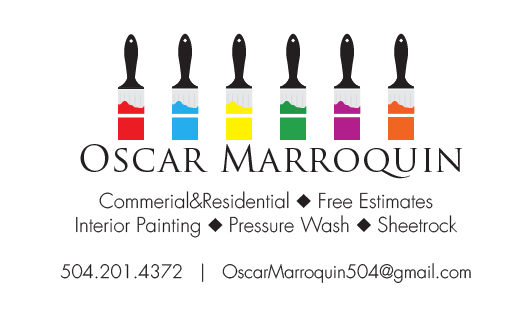 OSCAR MARROQUIN
Commerial&Residential ◆ Free Estimates
Interior Painting ◆ Pressure Wash ◆ Sheetrock
504.201.4372 | OscarMarroquin504@gmail.com